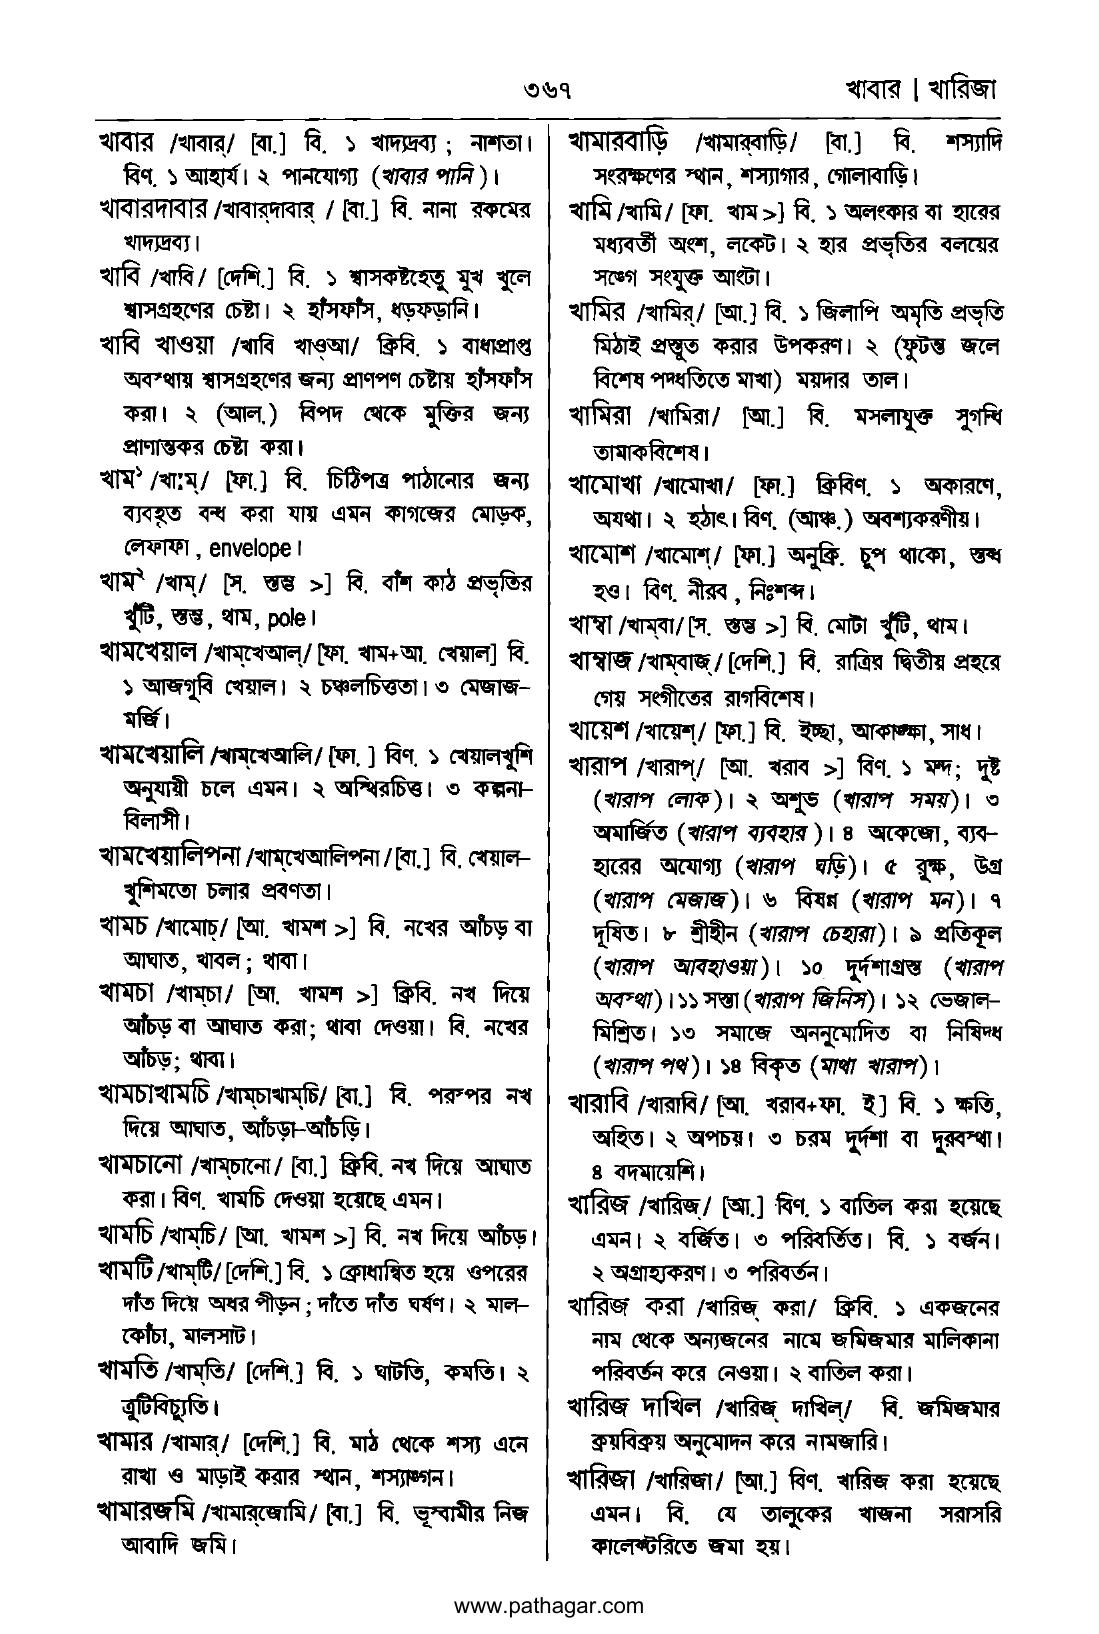 ৩৬৭
খাবার | খারিজা
খাবার /খাবার্/ [বা.] বি. ১ খাদ্যদ্রব্য ; নাশতা।
বিণ. ১ আহার্য। ২ পানযোগ্য (খাবার পানি )।
খাবারদাবার /খাবার্‌দাবার্ / [বা.] বি. নানা রকমের
খাদ্যদ্রব্য।
খাবি /খাবি/ [দেশি.] বি. ১ শ্বাসকষ্টহেতু মুখ খুলে
শ্বাসগ্রহণের চেষ্টা। ২ হাঁসফাঁস, ধড়ফড়ানি।
খাবি খাওয়া /খাবি খাওআ/ ক্রিবি. ১ বাধাপ্রাপ্ত
অবস্থায় শ্বাসগ্রহণের জন্য প্রাণপণ চেষ্টায় হাঁসফাঁস
করা। ২ (আল.) বিপদ থেকে মুক্তির জন্য
প্রাণান্তকর চেষ্টা করা।
খাম১ /খা:ম্/ [ফা.] বি. চিঠিপত্র পাঠানোর জন্য
ব্যবহৃত বন্ধ করা যায় এমন কাগজের মোড়ক,
লেফাফা , envelope।
খাম২ /খাম্/ [স. স্তম্ভ >] বি. বাঁশ কাঠ প্রভৃতির
খুঁটি, স্তম্ভ, থাম, pole।
খামখেয়াল /খাম্‌খেআল্/ [ফা. খাম+আ. খেয়াল] বি.
১ আজগুবি খেয়াল। ২ চঞ্চলচিত্ততা। ৩ মেজাজ–
মর্জি।
খামখেয়ালি /খাম্‌খেআলি/ [ফা. ] বিণ. ১ খেয়ালখুশি
অনুযায়ী চলে এমন। ২ অস্থিরচিত্ত। ৩ কল্পনা–
বিলাসী।
খামখেয়ালিপনা /খাম্‌খেআলিপনা/ [বা.] বি. খেয়াল–
খুশিমতো চলার প্রবণতা।
খামচ /খামোচ্/ [আ. খামশ >] বি. নখের আঁচড় বা
আঘাত, খাবল ; থাবা।
খামচা /খাম্‌চা/ [আ. খামশ >] ক্রিবি. নখ দিয়ে
আঁচড় বা আঘাত করা; থাবা দেওয়া। বি. নখের
আঁচড়; থাবা।
খামচাখামচি /খাম্‌চাখাম্‌চি/ [বা.] বি. পরস্পর নখ
দিয়ে আঘাত, আঁচড়া–আঁচড়ি।
খামচানো /খাম্‌চানো/ [বা.] ক্রিবি. নখ দিয়ে আঘাত
করা। বিণ. খামচি দেওয়া হয়েছে এমন।
খামচি /খাম্‌চি/ [আ. খামশ >] বি. নখ দিয়ে আঁচড়।
খামটি /খাম্‌টি/ [দেশি.] বি. ১ ক্রোধান্বিত হয়ে ওপরের
দাঁত দিয়ে অধর পীড়ন ; দাঁতে দাঁত ঘর্ষণ। ২ মাল–
কোঁচা, মালসাট।
খামতি /খাম্‌তি/ [দেশি.] বি. ১ ঘাটতি, কমতি। ২
ত্রুটিবিচ্যুতি।
খামার /খামার্/ [দেশি.] বি. মাঠ থেকে শস্য এনে
রাখা ও মাড়াই করার স্থান, শস্যাঙ্গন।
খামারজমি /খামার্‌জোমি/ [বা.] বি. ভূস্বামীর নিজ
আবাদি জমি।
খামারবাড়ি /খামার্‌বাড়ি/ [বা.] বি. শস্যাদি
সংরক্ষণের স্থান, শস্যাগার, গোলাবাড়ি।
খামি /খামি/ [ফা. খাম >] বি. ১ অলংকার বা হারের
মধ্যবর্তী অংশ, লকেট। ২ হার প্রভৃতির বলয়ের
সঙ্গে সংযুক্ত আংটা।
খামির /খামির্/ [আ.] বি. ১ জিলাপি অমৃতি প্রভৃতি
মিঠাই প্রস্তুত করার উপকরণ। ২ (ফুটন্ত জলে
বিশেষ পদ্ধতিতে মাখা) ময়দার তাল।
খামিরা /খামিরা/ [আ.] বি. মসলাযুক্ত সুগন্ধি
তামাকবিশেষ।
খামোখা /খামোখা/ [ফা.] ক্রিবিণ. ১ অকারণে,
অযথা। ২ হঠাৎ। বিণ. (আঞ্চ.) অবশ্যকরণীয়।
খামোশ /খামোশ্/ [ফা.] অনুক্রি. চুপ থাকো, স্তব্ধ
হও। বিণ. নীরব , নিঃশব্দ।
খাম্বা /খাম্‌বা/ [স. স্তম্ভ >] বি. মোটা খুঁটি, থাম।
খাম্বাজ /খাম্‌বাজ্/ [দেশি.] বি. রাত্রির দ্বিতীয় প্রহরে
গেয় সংগীতের রাগবিশেষ।
খায়েশ /খায়েশ্/ [ফা.] বি. ইচ্ছা, আকাঙ্ক্ষা, সাধ।
খারাপ /খারাপ্/ [আ. খরাব >] বিণ. ১ মন্দ; দুষ্ট
(খারাপ লোক)। ২ অশুভ (খারাপ সময়)। ৩
অমার্জিত (খারাপ ব্যবহার )। ৪ অকেজো, ব্যব–
হারের অযোগ্য (খারাপ ঘড়ি)। ৫ রুক্ষ, উগ্র
(খারাপ মেজাজ)। ৬ বিষণ্ন (খারাপ মন)। ৭
দূষিত। ৮ শ্রীহীন (খারাপ চেহারা)। ৯ প্রতিকূল
(খারাপ আবহাওয়া)। ১০ দুর্দশাগ্রস্ত (খারাপ
অবস্থা)। ১১ সস্তা (খারাপ জিনিস)। ১২ ভেজাল–
মিশ্রিত। ১৩ সমাজে অননুমোদিত বা নিষিদ্ধ
(খারাপ পথ)। ১৪ বিকৃত (মাথা খারাপ)।
খারাবি /খারাবি/ [আ. খরাব+ফা. ই] বি. ১ ক্ষতি,
অহিত। ২ অপচয়। ৩ চরম দুর্দশা বা দুরবস্থা।
৪ বদমায়েশি।
খারিজ /খারিজ্/ [আ.] বিণ. ১ বাতিল করা হয়েছে
এমন। ২ বর্জিত। ৩ পরিবর্তিত। বি. ১ বর্জন।
২ অগ্রাহ্যকরণ। ৩ পরিবর্তন।
খারিজ করা /খারিজ্ করা/ ক্রিবি. ১ একজনের
নাম থেকে অন্যজনের নামে জমিজমার মালিকানা
পরিবর্তন করে নেওয়া। ২ বাতিল করা।
খারিজ দাখিল /খারিজ্ দাখিল্/ বি. জমিজমার
ক্রয়বিক্রয় অনুমোদন করে নামজারি।
খারিজা /খারিজা/ [আ.] বিণ. খারিজ করা হয়েছে
এমন। বি. যে তালুকের খাজনা সরাসরি
কালেক্টরিতে জমা হয়।
www.pathagar.com